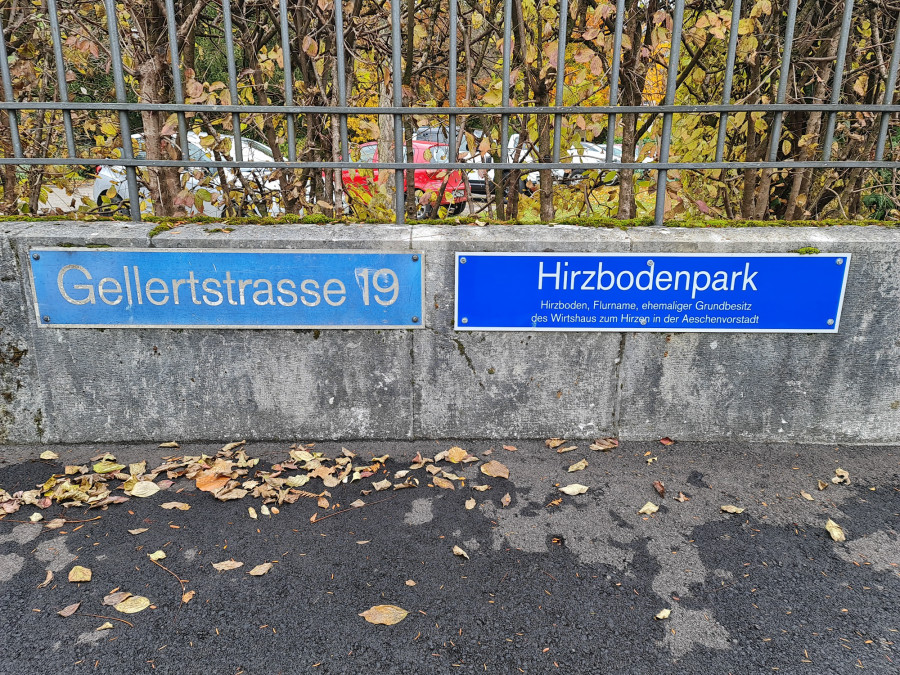 Gellertstrasse 19
Hirzbodenpark
Hirzboden, Flurname, ehemaliger Grundbesitz
des Wirtshaus zum Hirzen in der Aeschenvorstadt